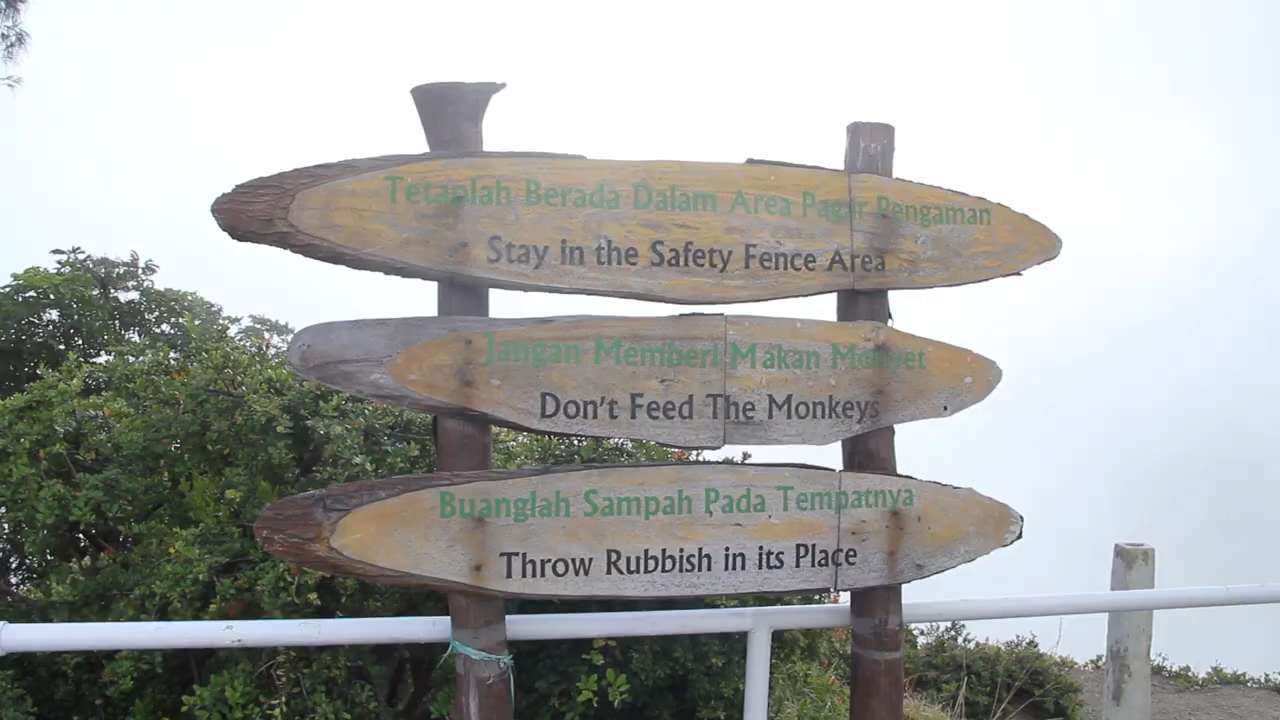 Tetaplah Berada Dalam Area Pagar Pengaman
Stay in the Safety Fence Area
Jangan Memberi Makan Monyet
Don't Feed The Monkeys
Buanglah Sampah Pada Tempatnya
Throw Rubbish in its Place